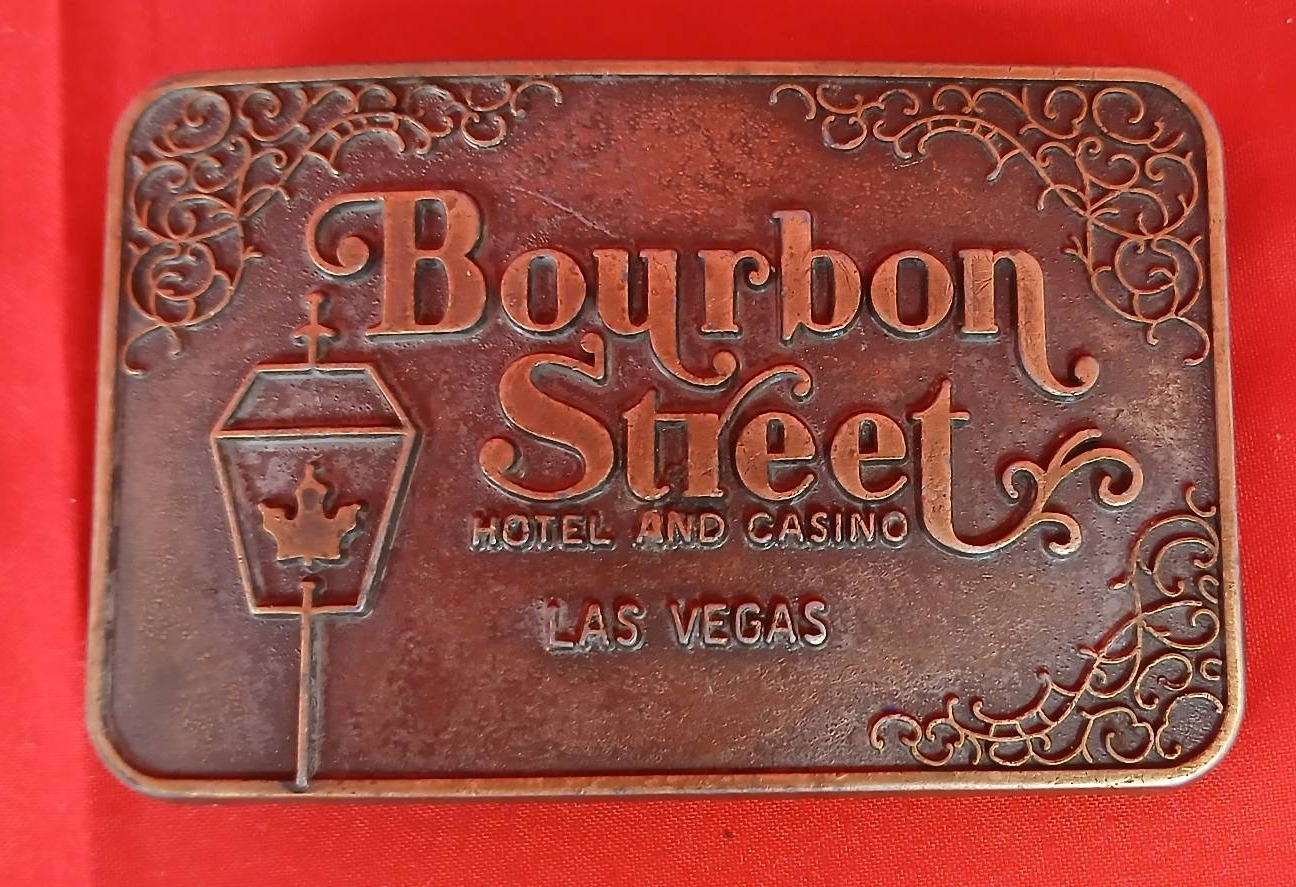 Bourbon
Street
HOTEL AND CASINO
LAS VEGAS